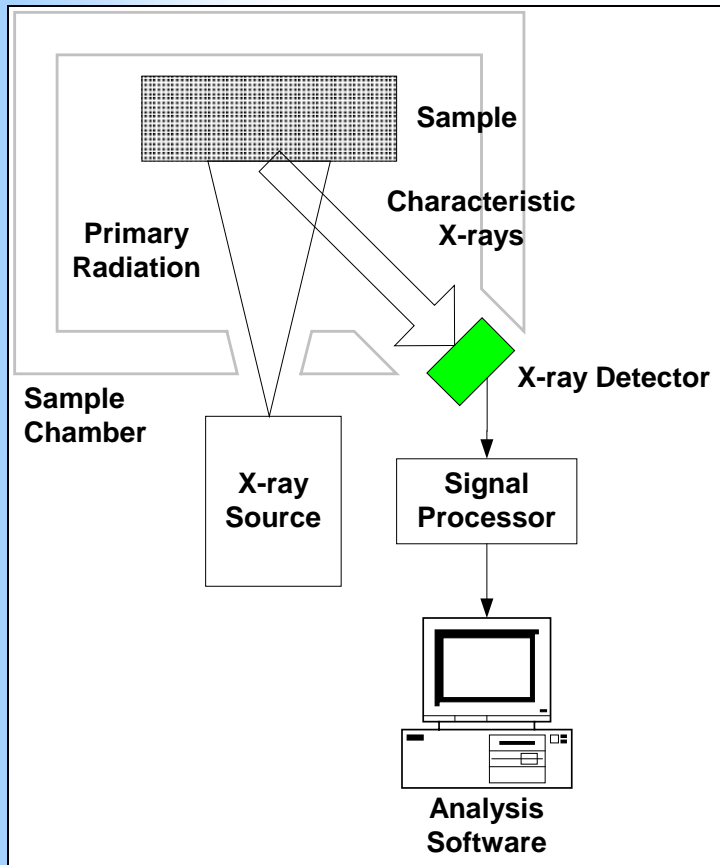 Sample
Characteristic
X-rays
Primary
Radiation
X-ray Detector
Sample
Chamber
X-ray
Source
Signal
Processor
Analysis
Software